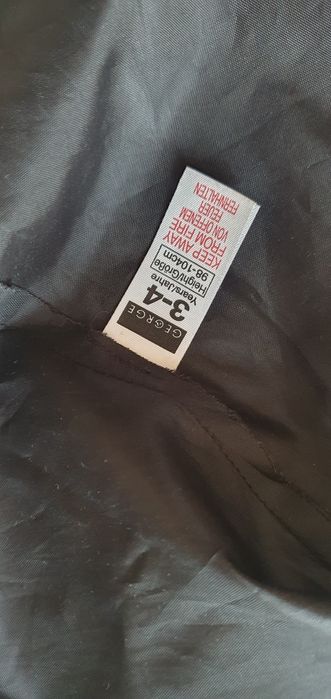 GEORGE
3-4
Years/Jahre
Height/Größe
98-104cm
KEEP AWAY
FROM FIRE
VON OFFENEM
FEUER
FERNHALTEN